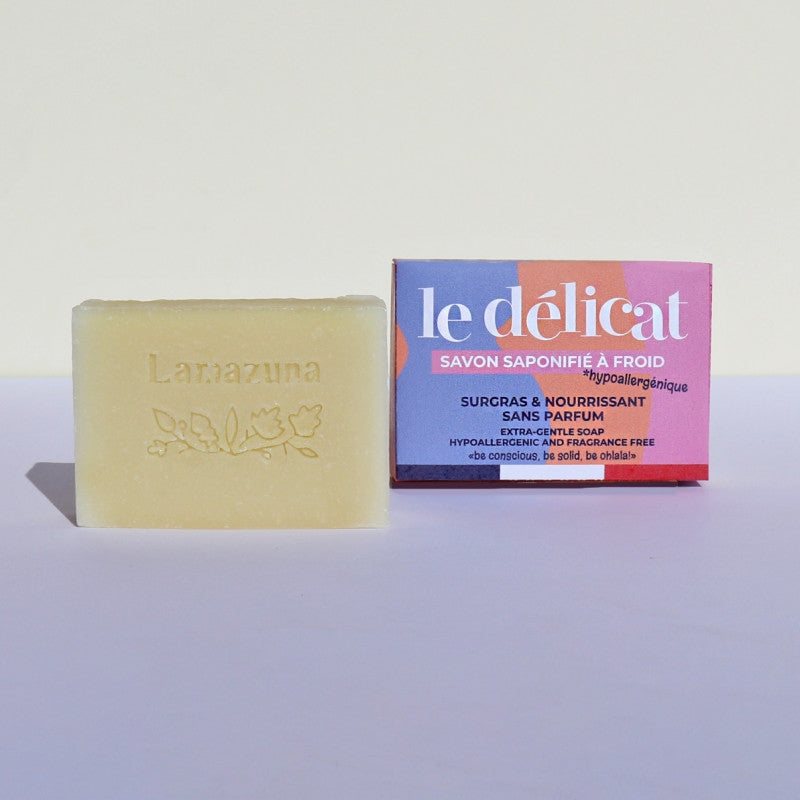 Lamazuna
le délicat
SAVON SAPONIFIÉ À FROID
*hypoallergénique
SURGRAS & NOURRISSANT
SANS PARFUM
EXTRA-GENTLE SOAP
HYPOALLERGENIC AND FRAGRANCE FREE
«be conscious, be solid, be ohlala!»